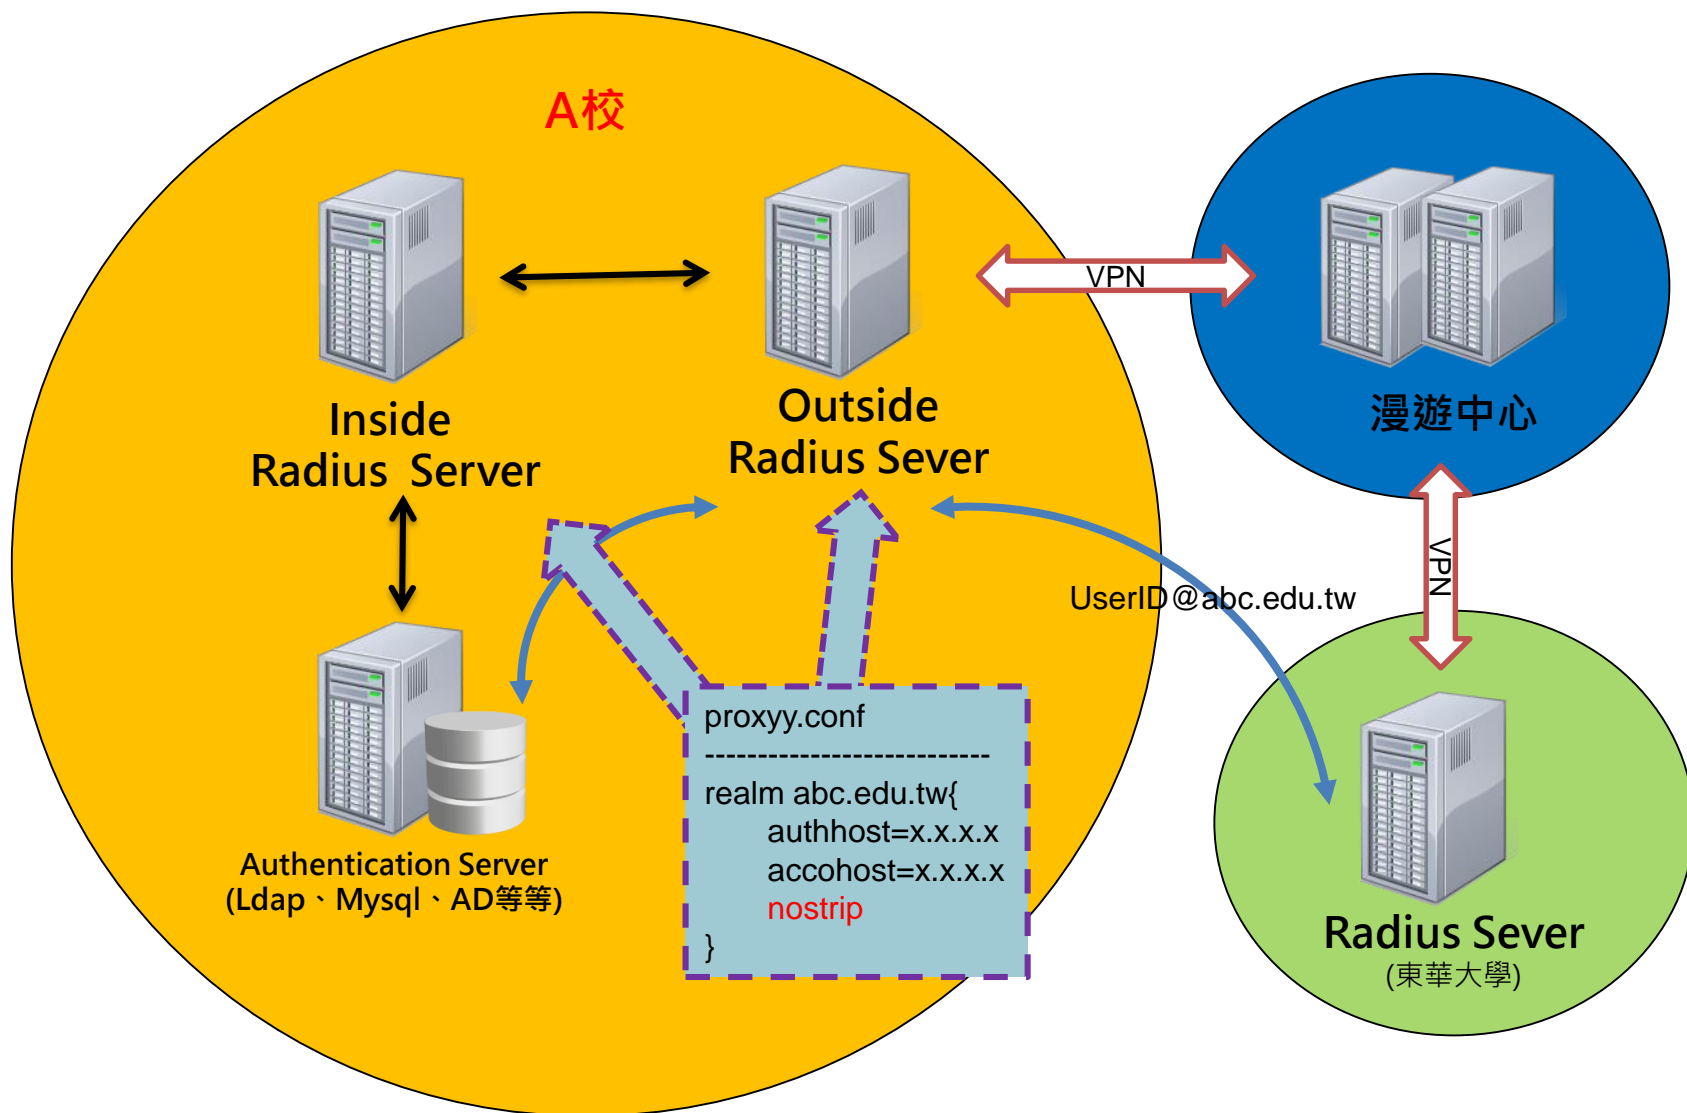 A校
Inside
Radius  Server
Outside
Radius Sever
VPN
漫遊中心
VPN
UserID@abc.edu.tw
Authentication Server
(Ldap、Mysql、AD等等)
proxyy.conf
---------------------------
realm abc.edu.tw{
authhost=x.x.x.x
accohost=x.x.x.x
nostrip
}
Radius Sever
(東華大學)